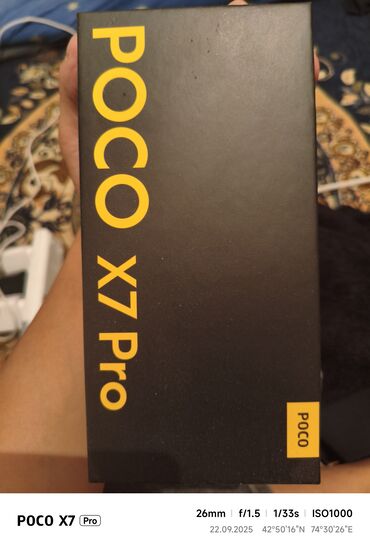 POCO X7 Pro
POCO
POCO X7 Pro
26mm f/1.5 1/33s ISO1000
22.09.2025 42°50'16"N 74°30'26"E